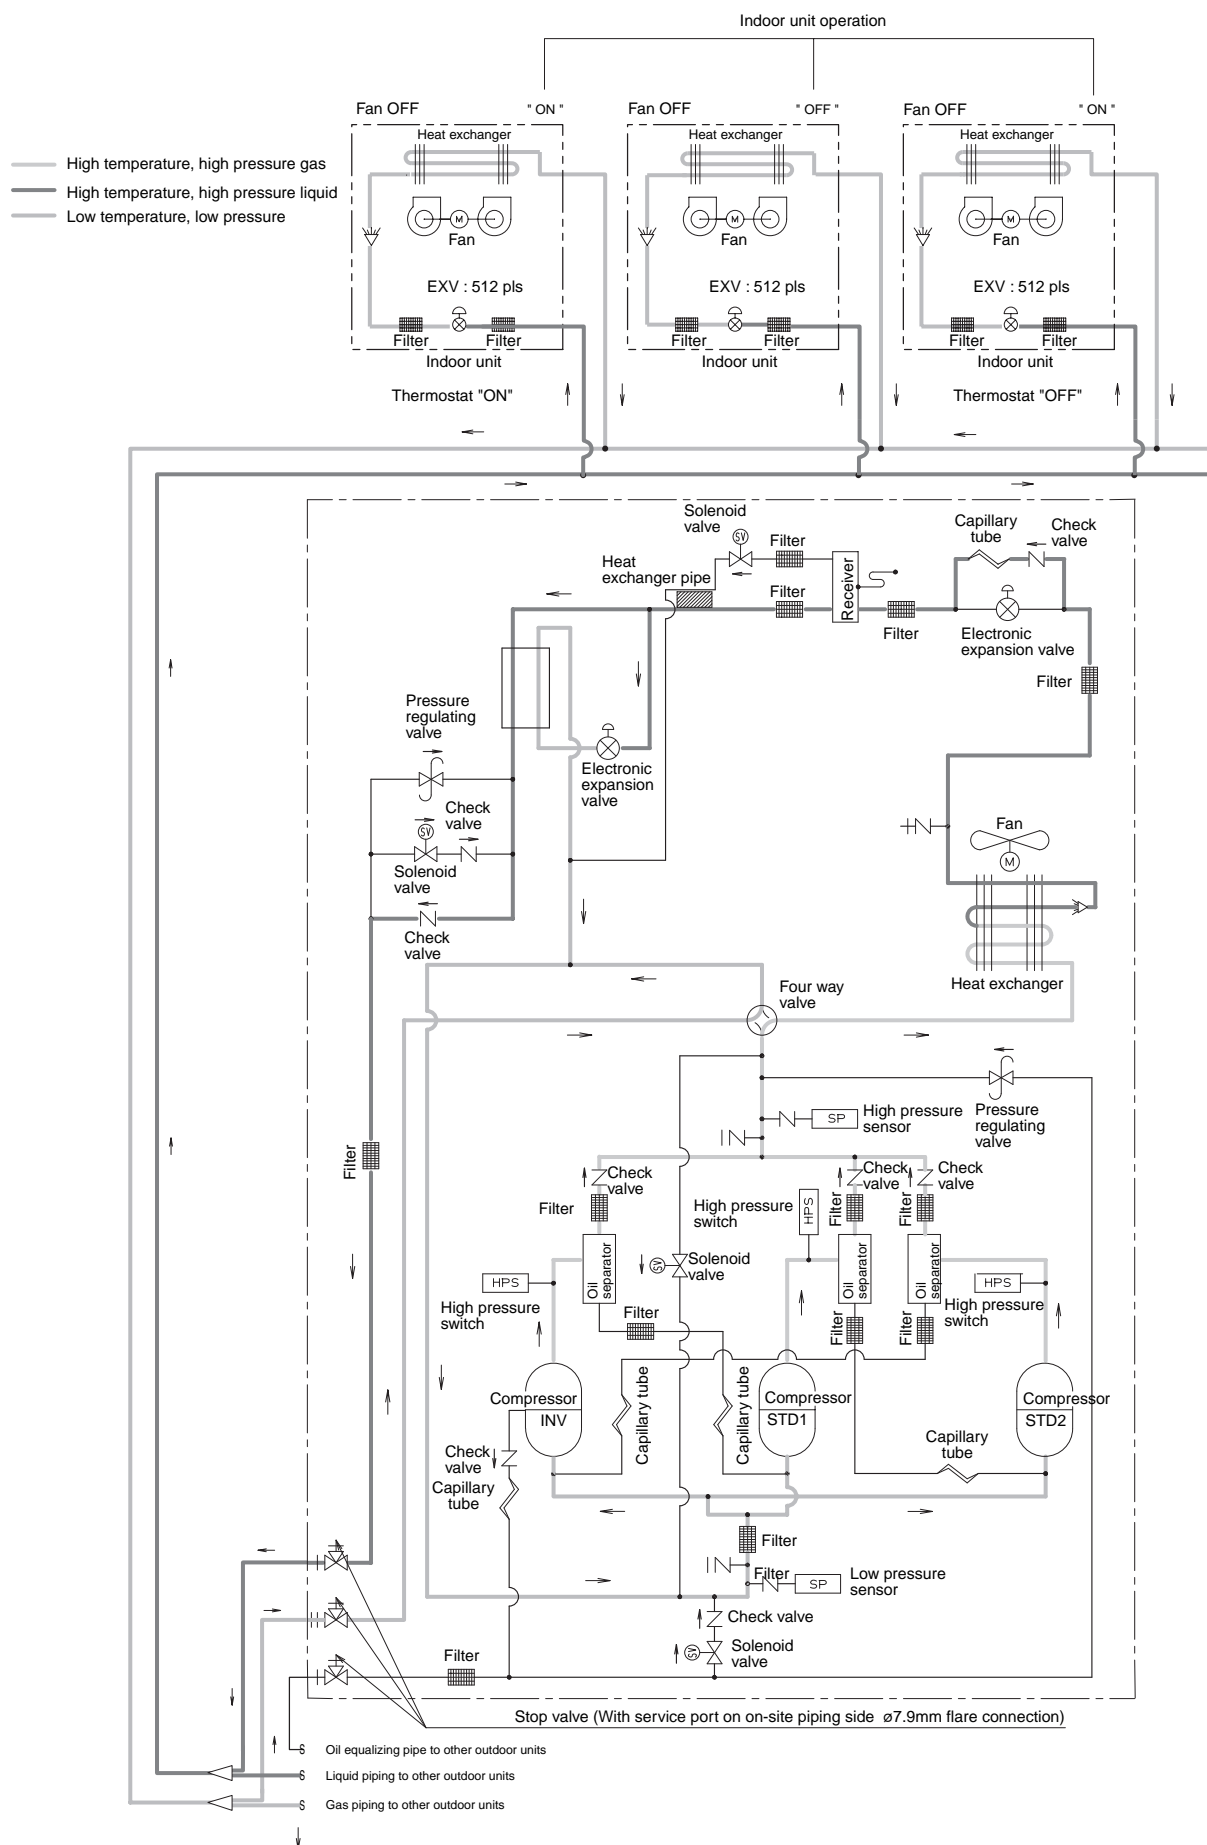 Indoor unit operation
Fan OFF
" ON "
Fan OFF
" OFF "
Fan OFF
" ON "
Heat exchanger
Heat exchanger
Heat exchanger
High temperature, high pressure gas
High temperature, high pressure liquid
Low temperature, low pressure
M
M
M
Fan
Fan
Fan
EXV : 512 pls
EXV : 512 pls
EXV : 512 pls
Filter
Filter
Filter
Filter
Filter
Filter
Indoor unit
Indoor unit
Indoor unit
Thermostat "ON"
Thermostat "OFF"
Solenoid
valve
SV
Filter
Capillary
tube
Check
valve
Heat
exchanger pipe
Filter
Receiver
Filter
Electronic
expansion valve
Filter
Pressure
regulating
valve
Electronic
expansion
valve
Check
valve
SV
Solenoid
valve
Check
valve
Fan
M
Heat exchanger
Four way
valve
High pressure
sensor
SP
Pressure
regulating
valve
Filter
Check
valve
Check
valve
Check
valve
Filter
High pressure
switch
HPS
Filter
Filter
Oil
separator
SV
Solenoid
valve
Oil
separator
Oil
separator
HPS
High pressure
switch
HPS
High pressure
switch
Filter
Filter
Filter
Compressor
INV
Capillary tube
Capillary tube
Compressor
STD1
Compressor
STD2
Check
valve
Capillary
tube
Capillary
tube
Filter
Filter
SP
Low pressure
sensor
Check valve
SV
Solenoid
valve
Filter
Stop valve (With service port on on-site piping side ø7.9mm flare connection)
Oil equalizing pipe to other outdoor units
Liquid piping to other outdoor units
Gas piping to other outdoor units